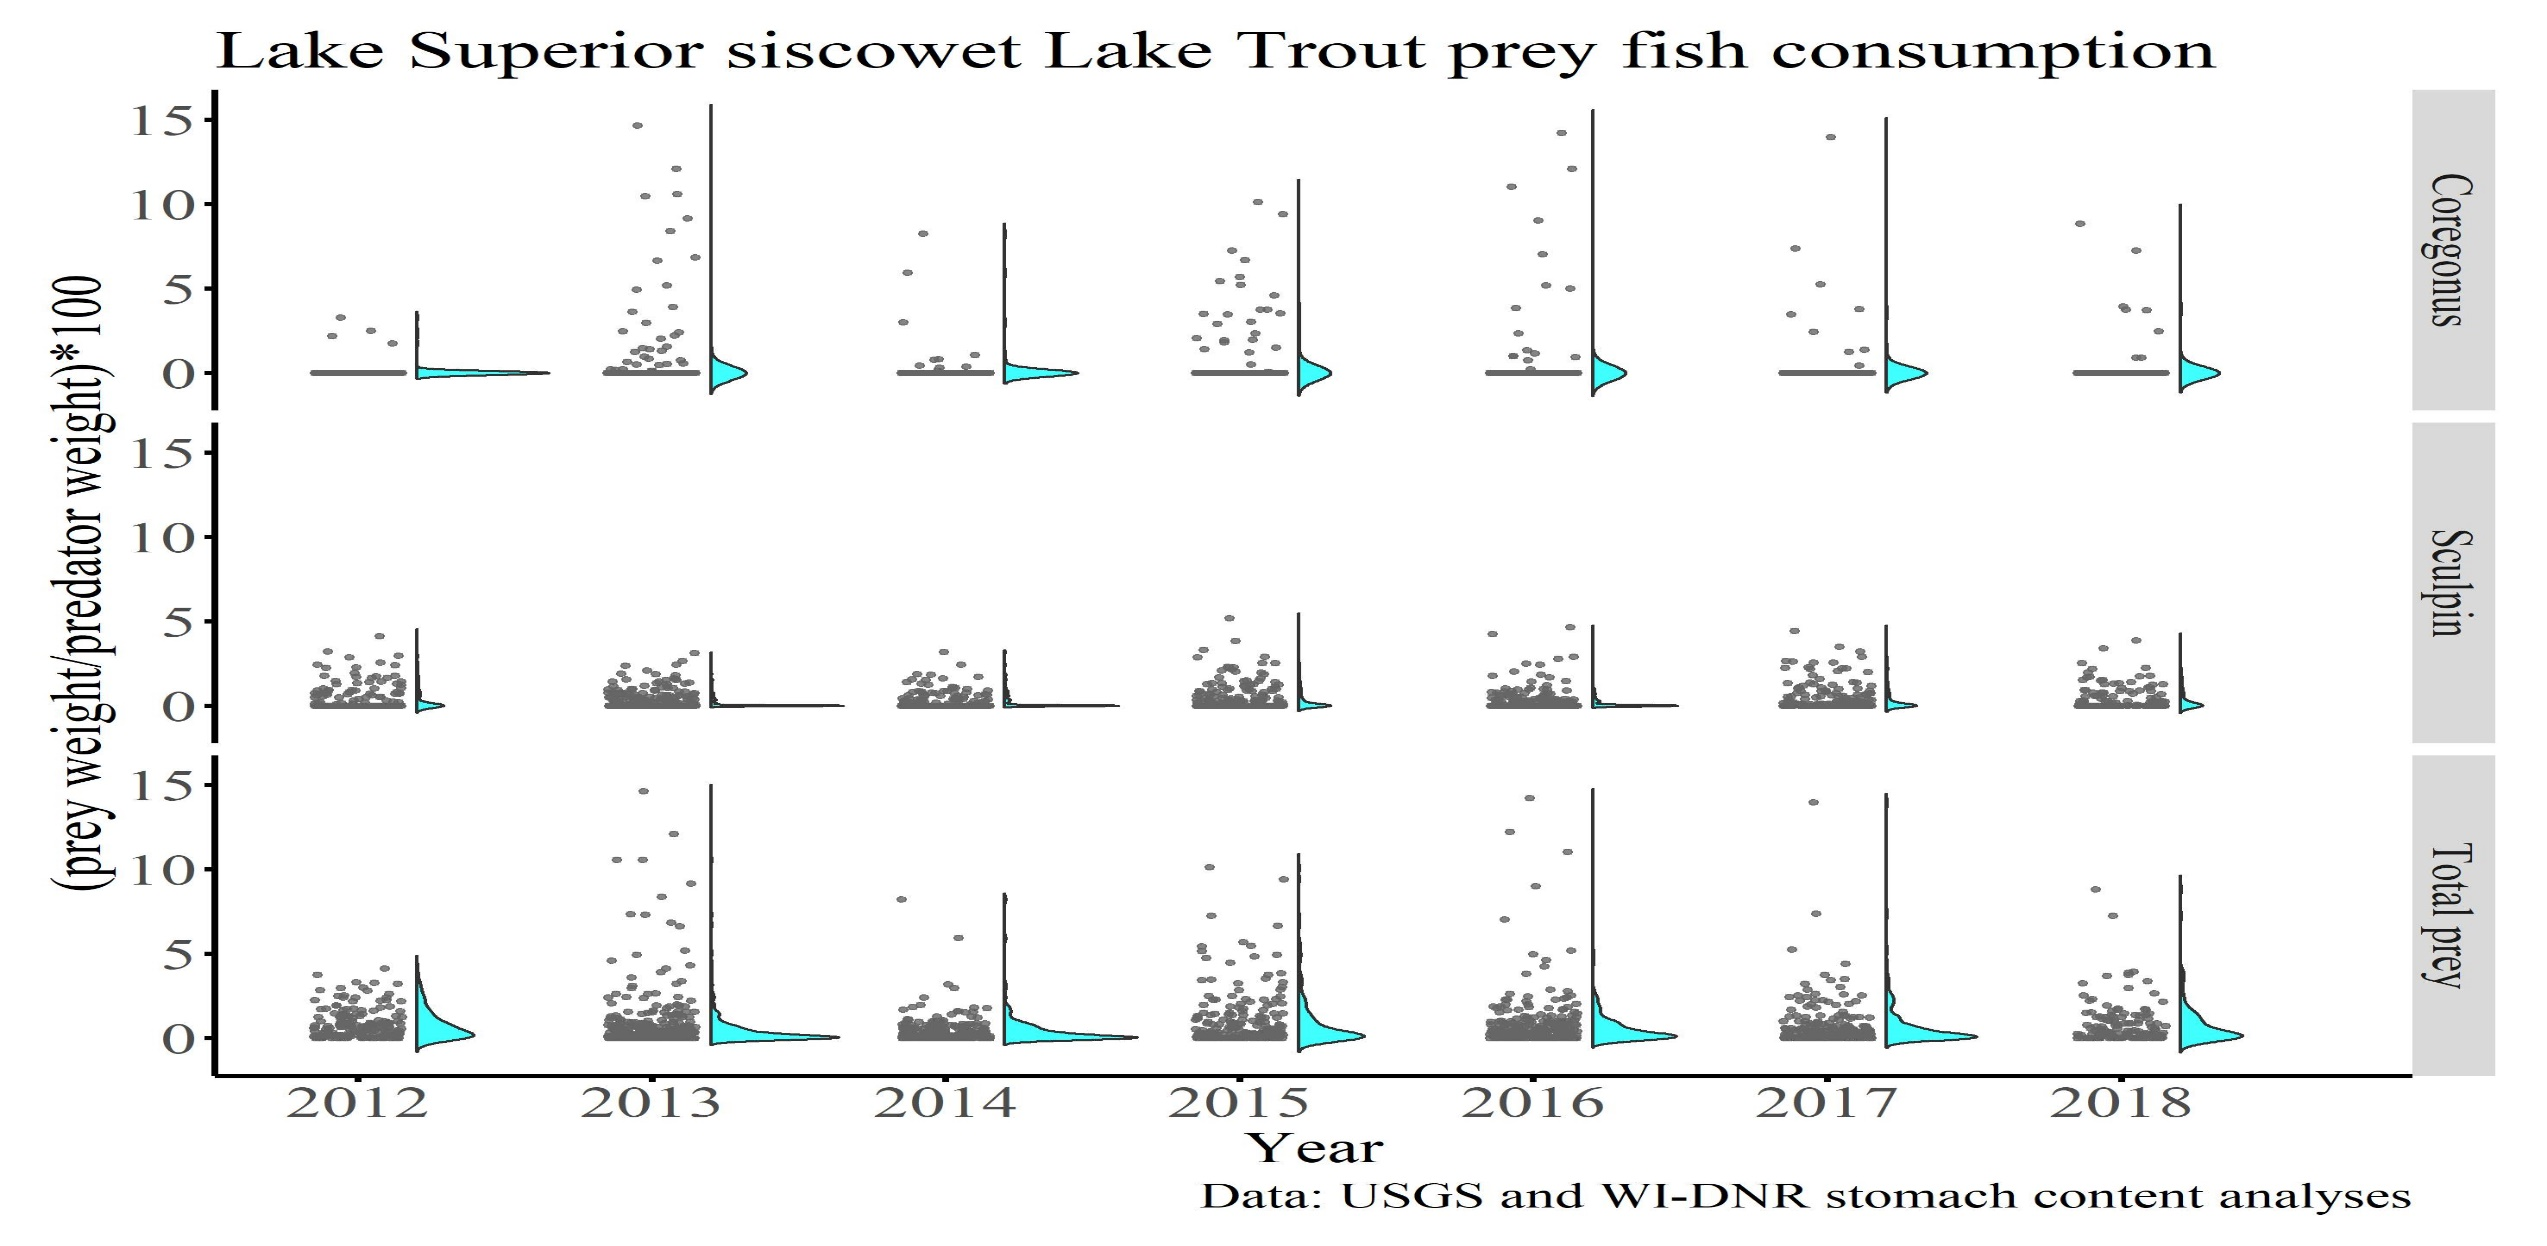 Lake Superior siscowet Lake Trout prey fish consumption
(prey weight/predator weight)*100
15
10
5
0
Coregonus
15
10
5
0
Sculpin
15
10
5
0
Total prey
2012 2013 2014 2015 2016 2017 2018
Year
Data: USGS and WI-DNR stomach content analyses